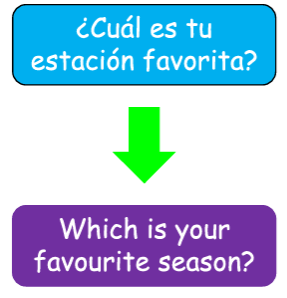 ¿Cuál es tu
estación favorita?
Which is your
favourite season?